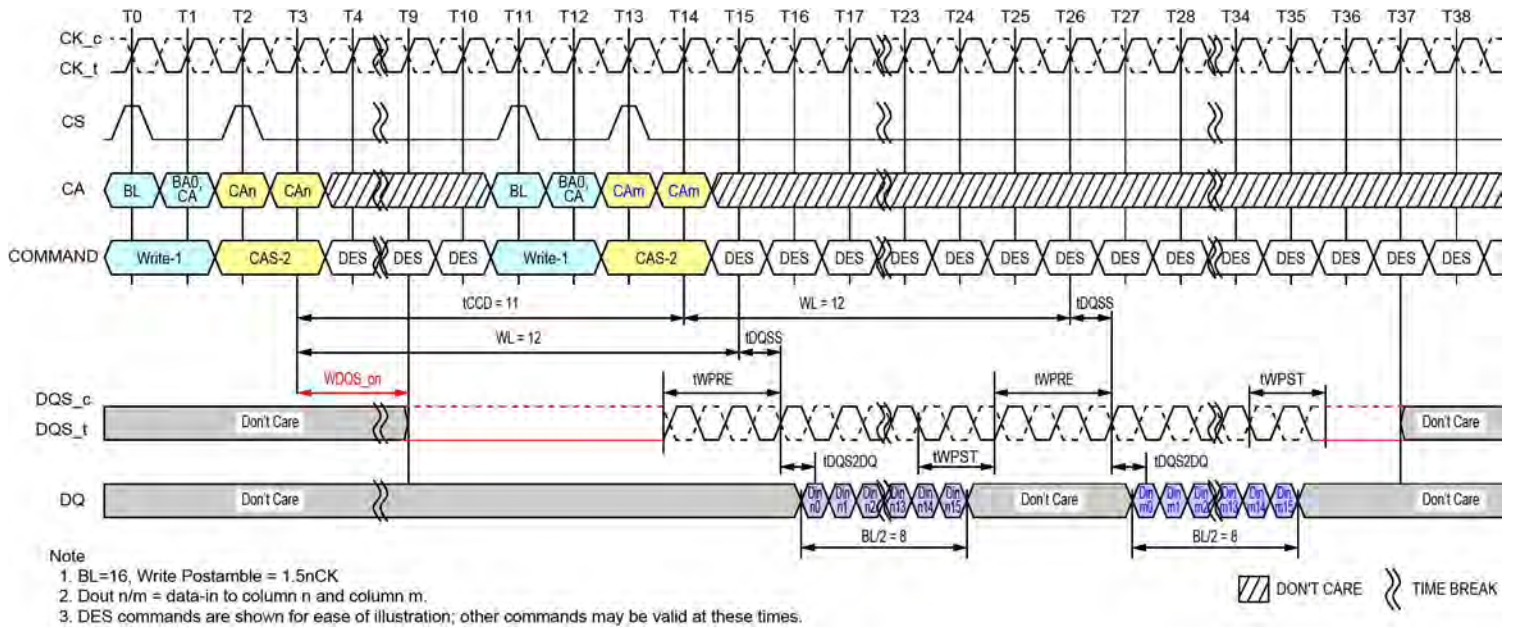 T0 T1 T2 T3 T4 T9 T10 T11 T12 T13 T14 T15 T16 T17 T23 T24 T25 T26 T27 T28 T34 T35 T36 T37 T38
CK_c
CK_t
CS
CA BL BA0, CA CAn CAn BL BA0, CA CAm CAm
COMMAND Write-1 CAS-2 DES DES DES Write-1 CAS-2 DES DES DES DES DES DES DES DES DES DES DES DES DES DES
tCCD = 11 WL = 12 tDQSS
WL = 12 tDQSS
WDQS_on tWPRE tWPRE tWPST
DQS_c
DQS_t Don't Care Don't Care
tDQS2DQ tWPST tDQS2DQ
DQ Don't Care Din n0 Din n1 Din n2 Din n13 Din n14 Din n15 Don't Care Din m0 Din m1 Din m2 Din m13 Din m14 Din m15 Don't Care
BL/2 = 8 BL/2 = 8
Note
1. BL=16, Write Postamble = 1.5nCK
2. Dout n/m = data-in to column n and column m.
3. DES commands are shown for ease of illustration; other commands may be valid at these times.
DON'T CARE TIME BREAK